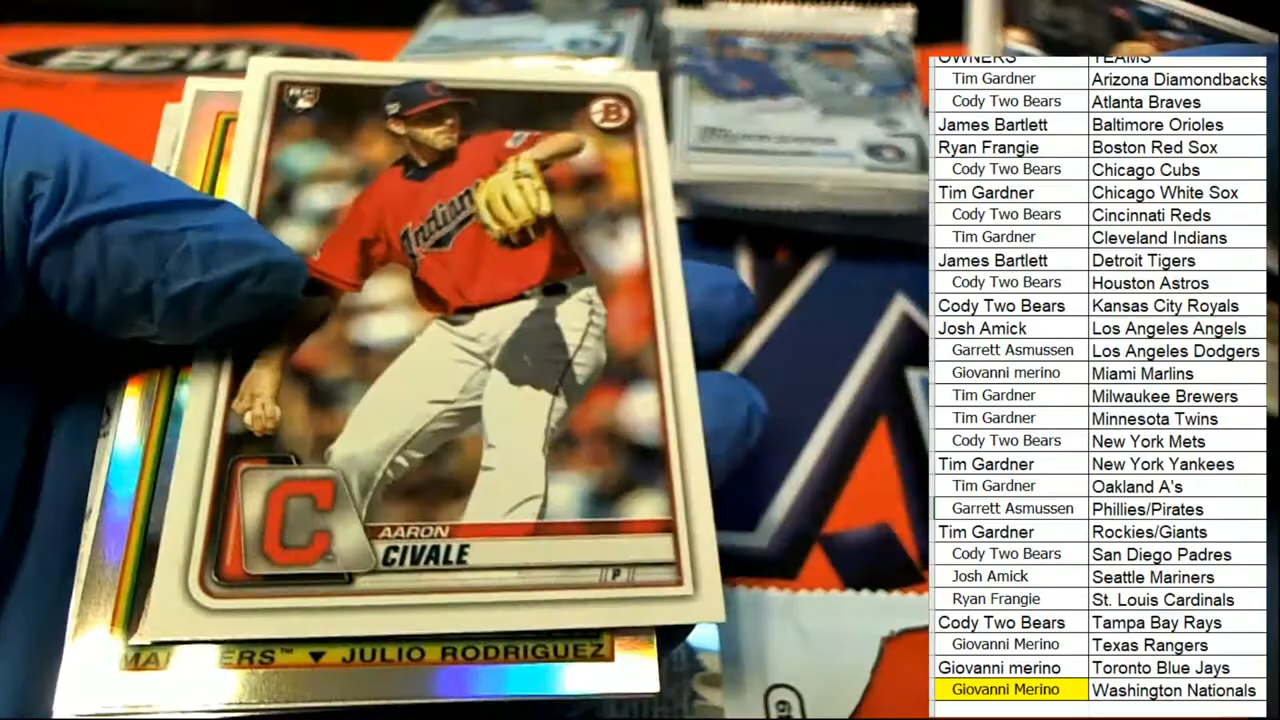 BCW
RC
B
Indian
C
AARON
CIVALE
P
MA ERS™ ▼ JULIO RODRIGUEZ
OWNERS TEAMS
Tim Gardner Arizona Diamondbacks
Cody Two Bears Atlanta Braves
James Bartlett Baltimore Orioles
Ryan Frangie Boston Red Sox
Cody Two Bears Chicago Cubs
Tim Gardner Chicago White Sox
Cody Two Bears Cincinnati Reds
Tim Gardner Cleveland Indians
James Bartlett Detroit Tigers
Cody Two Bears Houston Astros
Cody Two Bears Kansas City Royals
Josh Amick Los Angeles Angels
Garrett Asmussen Los Angeles Dodgers
Giovanni merino Miami Marlins
Tim Gardner Milwaukee Brewers
Tim Gardner Minnesota Twins
Cody Two Bears New York Mets
Tim Gardner New York Yankees
Tim Gardner Oakland A's
Garrett Asmussen Phillies/Pirates
Tim Gardner Rockies/Giants
Cody Two Bears San Diego Padres
Josh Amick Seattle Mariners
Ryan Frangie St. Louis Cardinals
Cody Two Bears Tampa Bay Rays
Giovanni Merino Texas Rangers
Giovanni merino Toronto Blue Jays
Giovanni Merino Washington Nationals